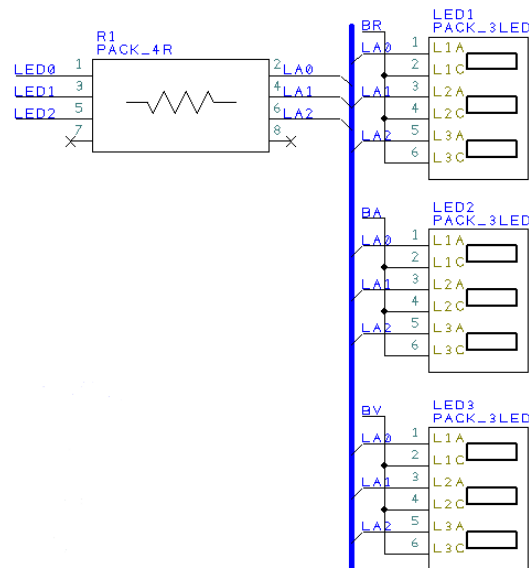 R1
PACK_4R
LED0 1 2 LA0
LED1 3 4 LA1
LED2 5 6 LA2
7 8
LED1
PACK_3LED
BR
LA0 1 L1A
2 L1C
LA1 3 L2A
4 L2C
LA2 5 L3A
6 L3C
LED2
PACK_3LED
BA
LA0 1 L1A
2 L1C
LA1 3 L2A
4 L2C
LA2 5 L3A
6 L3C
LED3
PACK_3LED
BV
LA0 1 L1A
2 L1C
LA1 3 L2A
4 L2C
LA2 5 L3A
6 L3C